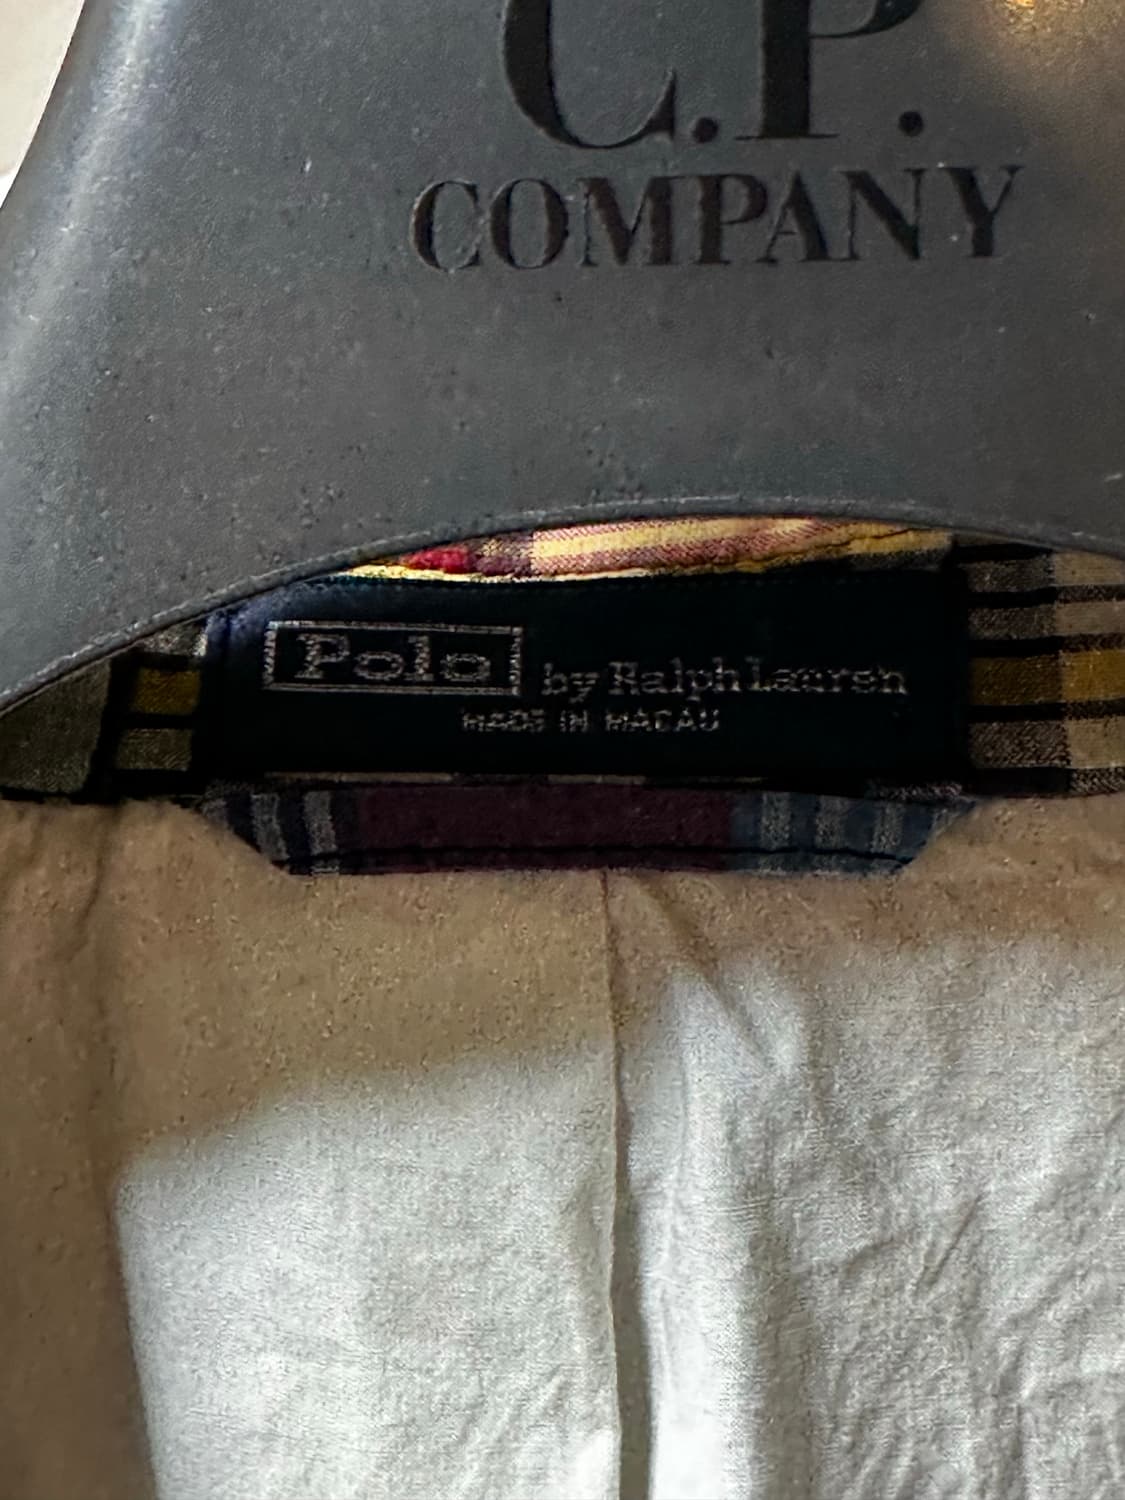 C.P.
COMPANY
Polo by Ralph Lauren
MADE IN MACAU